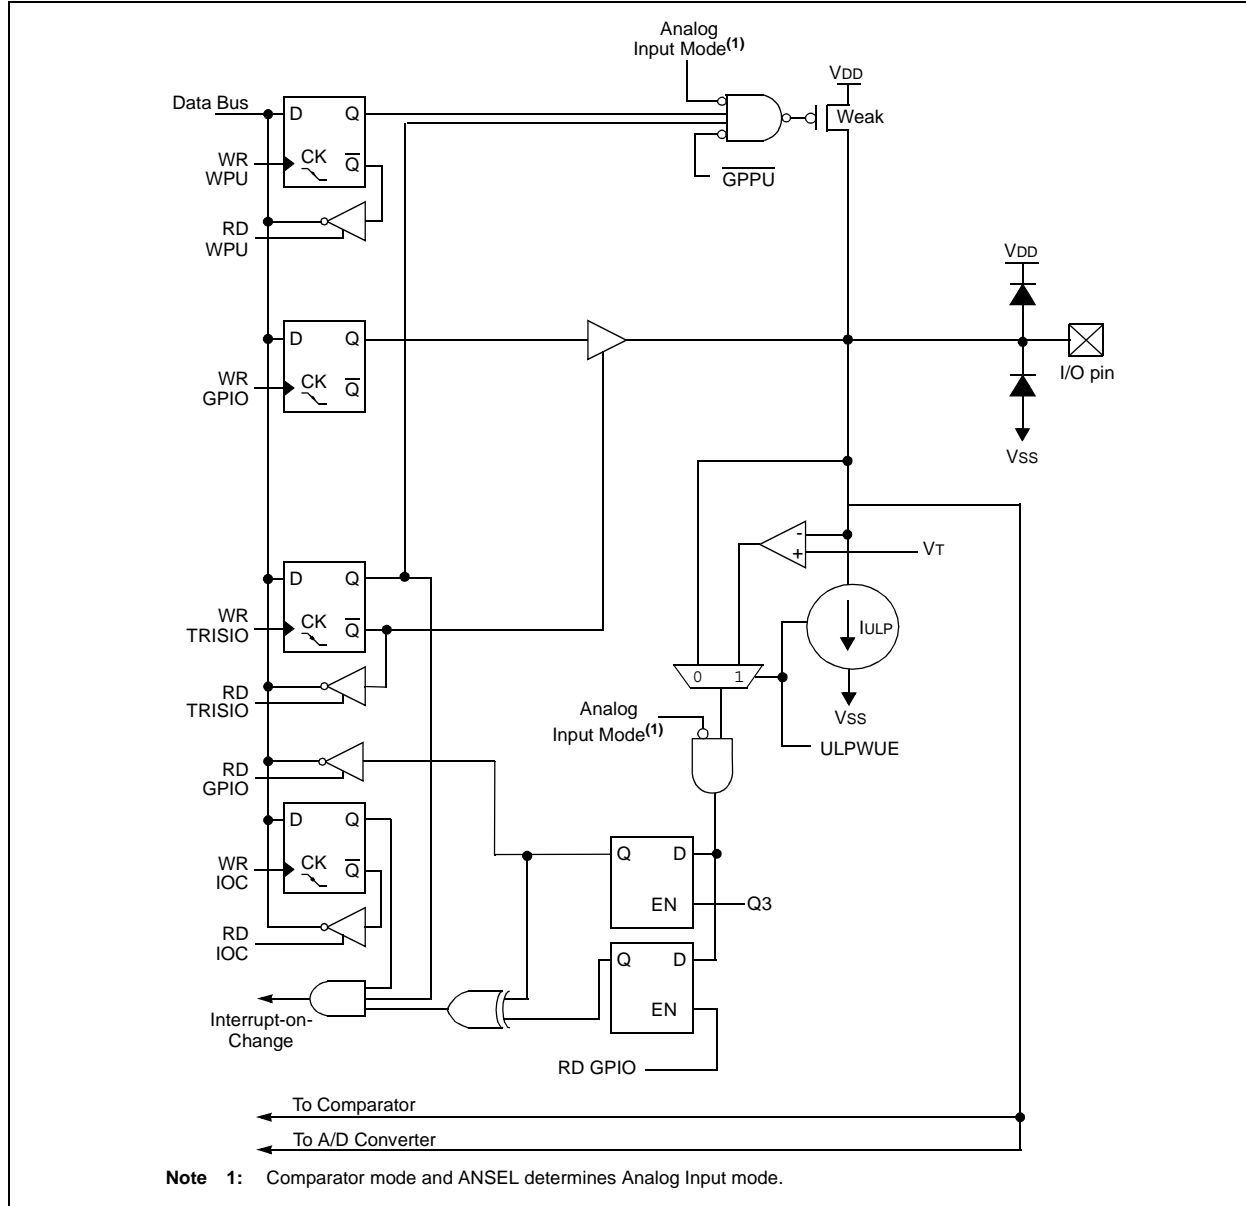 Analog
Input Mode(1)
VDD
Data Bus
D Q
Weak
WR
WPU
CK Q
GPPU
RD
WPU
VDD
D Q
I/O pin
WR
GPIO
CK Q
VSS
-
+
VT
D Q
WR
TRISIO
CK Q
IULP
0 1
RD
TRISIO
VSS
Analog
Input Mode(1)
ULPWUE
RD
GPIO
D Q
Q D
WR
IOC
CK Q
EN
Q3
RD
IOC
Q D
EN
Interrupt-on-
Change
RD GPIO
To Comparator
To A/D Converter
Note 1: Comparator mode and ANSEL determines Analog Input mode.